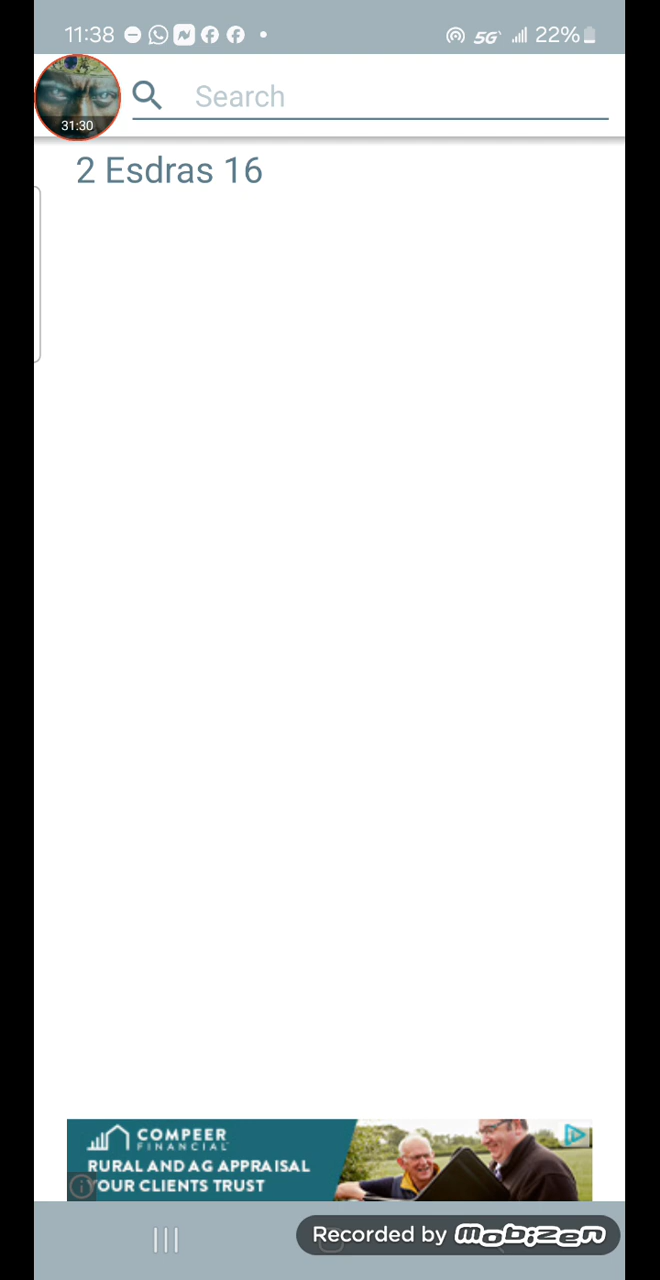 11:38 5G 22%
31:30
Search
2 Esdras 16
COMPEER
FINANCIAL
RURAL AND AG APPRAISAL
YOUR CLIENTS TRUST
Recorded by mobizen